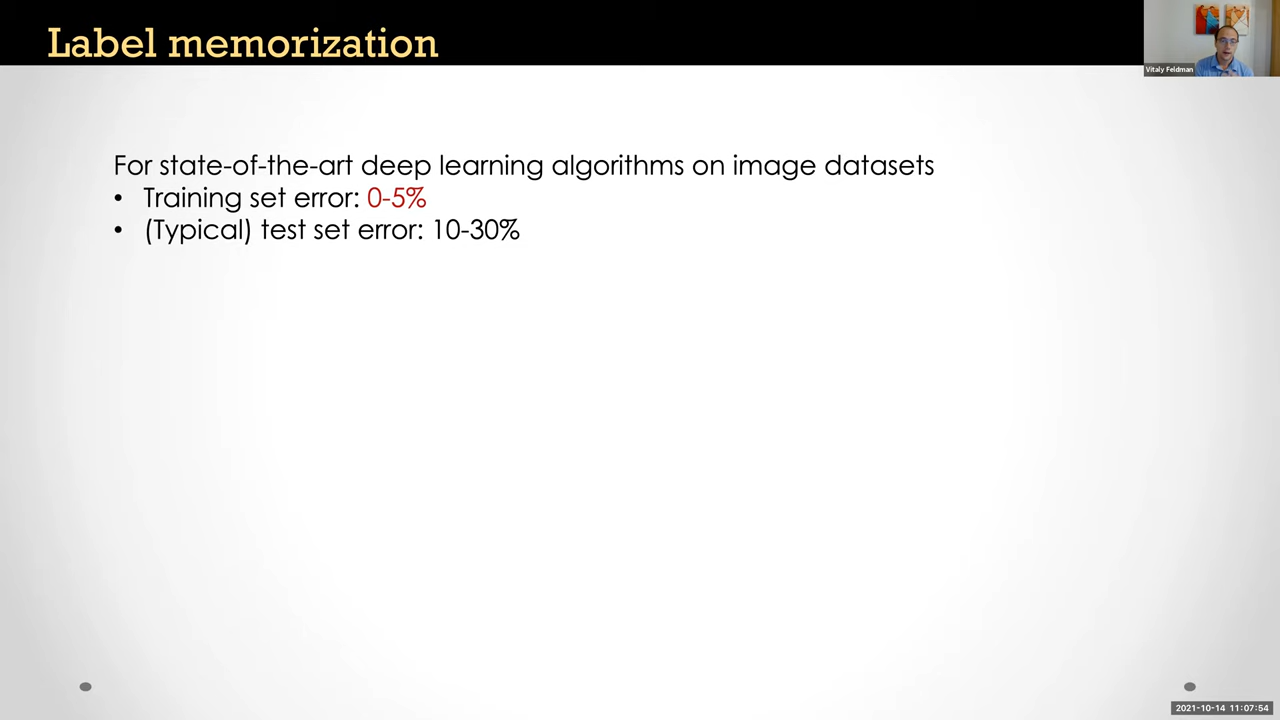 Label memorization
Vitaly Feldman
For state-of-the-art deep learning algorithms on image datasets
• Training set error: 0-5%
• (Typical) test set error: 10-30%
2021-10-14 11:07:54